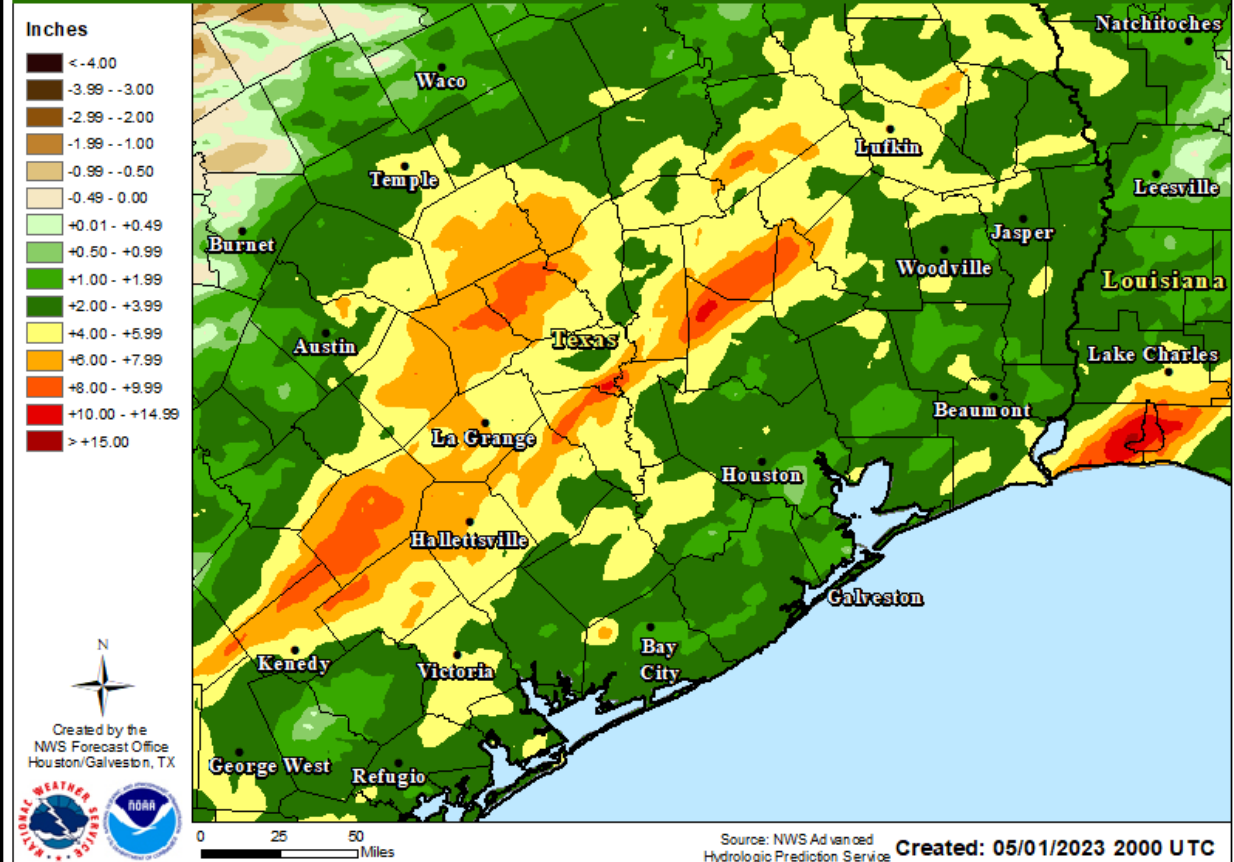 Inches
< -4.00
-3.99 - -3.00
-2.99 - -2.00
-1.99 - -1.00
-0.99 - -0.50
-0.49 - 0.00
+0.01 - +0.49
+0.50 - +0.99
+1.00 - +1.99
+2.00 - +3.99
+4.00 - +5.99
+6.00 - +7.99
+8.00 - +9.99
+10.00 - +14.99
> +15.00
Natchitoches
Waco
Lufkin
Temple
Leesville
Burnet
Jasper
Woodville
Louisiana
Texas
Austin
Lake Charles
Beaumont
La Grange
Houston
Hallettsville
Galveston
Bay
City
Kenedy
Victoria
George West
Refugio
N
Created by the
NWS Forecast Office
Houston/Galveston, TX
NATIONAL WEATHER SERVICE
NOAA
0 25 50
Miles
Source: NWS Advanced
Hydrologic Prediction Service
Created: 05/01/2023 2000 UTC